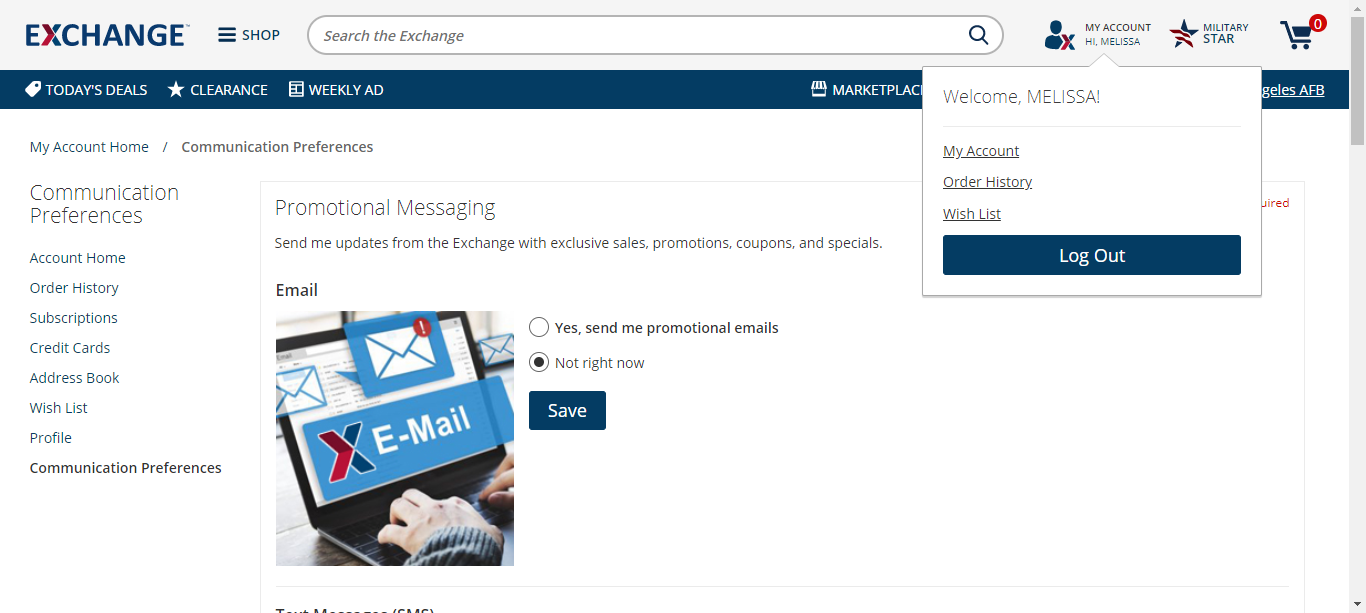 EXCHANGE
SHOP
Search the Exchange
MY ACCOUNT
HI, MELISSA
MILITARY
STAR
0
TODAY'S DEALS
CLEARANCE
WEEKLY AD
MARKETPLAC
geles AFB
Welcome, MELISSA!
My Account
Order History
Wish List
Log Out
My Account Home / Communication Preferences
Communication
Preferences
Account Home
Order History
Subscriptions
Credit Cards
Address Book
Wish List
Profile
Communication Preferences
Promotional Messaging
uired
Send me updates from the Exchange with exclusive sales, promotions, coupons, and specials.
Email
Email
X E-Mail
Yes, send me promotional emails
Not right now
Save
Text Messages (SMS)